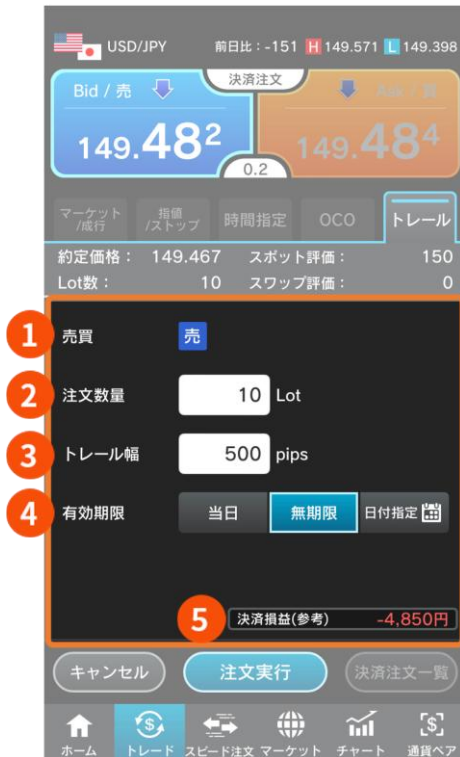 USD/JPY 前日比：-151 H 149.571 L 149.398
決済注文
Bid / 売 Ask / 買
149.482 149.484
0.2
マーケット/成行 指値/ストップ 時間指定 OCO トレール
約定価格： 149.467 スポット評価： 150
Lot数： 10 スワップ評価： 0
1 売買 売
2 注文数量 10 Lot
3 トレール幅 500 pips
4 有効期限 当日 無期限 日付指定
5 決済損益(参考) -4,850円
キャンセル 注文実行 決済注文一覧
ホーム トレード スピード注文 マーケット チャート 通貨ペア